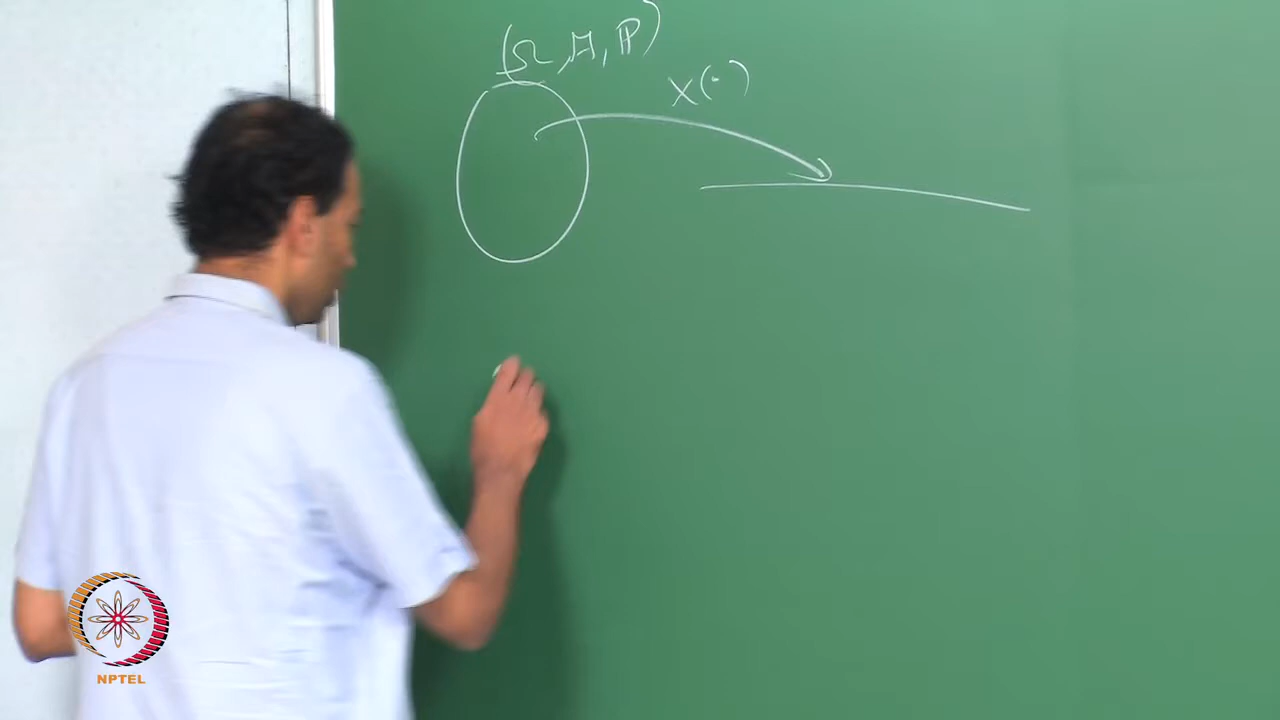 (Ω, ℱ, ℙ)
X(·)
NPTEL